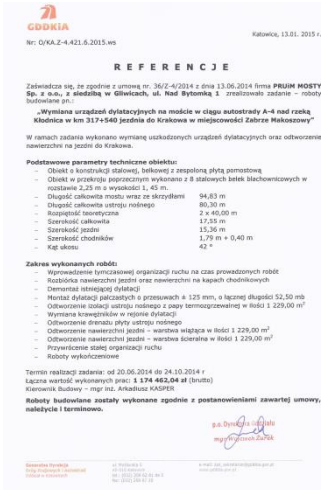 GDDKiA
Katowice, 13.01. 2015 r.
Nr: O/KA.Z-4.421.6.2015.ws
R E F E R E N C J E
Zaświadcza się, że zgodnie z umową nr. 36/Z-4/2014 z dnia 13.06.2014 firma PRUiM MOSTY
Sp. z o.o., z siedzibą w Gliwicach, ul. Nad Bytomką 1 zrealizowało zadanie – roboty
budowlane pn.:
„Wymiana urządzeń dylatacyjnych na moście w ciągu autostrady A-4 nad rzeką
Kłodnica w km 317+540 jezdnia do Krakowa w miejscowości Zabrze Makoszowy"
W ramach zadania wykonano wymianę uszkodzonych urządzeń dylatacyjnych oraz odtworzenie
nawierzchni na jezdni do Krakowa.
Podstawowe parametry techniczne obiektu:
- Obiekt o konstrukcji stalowej, belkowej z zespoloną płytą pomostową
- Obiekt w przekroju poprzecznym wykonano z 8 stalowych belek blachownicowych w
rozstawie 2,25 m o wysokości 1, 45 m.
- Długość całkowita mostu wraz ze skrzydłami 94,83 m
- Długość całkowita ustroju nośnego 80,30 m
- Rozpiętość teoretyczna 2 x 40,00 m
- Szerokość całkowita 17,55 m
- Szerokość jezdni 15,36 m
- Szerokość chodników 1,79 m + 0,40 m
- Kąt ukosu 42 °
Zakres wykonanych robót:
- Wprowadzenie tymczasowej organizacji ruchu na czas prowadzonych robót
- Rozbiórka nawierzchni jezdni oraz nawierzchni na kapach chodnikowych
- Demontaż istniejącej dylatacji
- Montaż dylatacji palczastych o przesuwach ± 125 mm, o łącznej długości 52,50 mb
- Odtworzenie izolacji ustroju nośnego z papy termozgrzewalnej w ilości 1 229,00 m²
- Wymiana krawężników w rejonie dylatacji
- Odtworzenie drenażu płyty ustroju nośnego
- Odtworzenie nawierzchni jezdni – warstwa wiążąca w ilości 1 229,00 m²
- Odtworzenie nawierzchni jezdni – warstwa ścieralna w ilości 1 229,00 m²
- Przywrócenie stałej organizacji ruchu
- Roboty wykończeniowe
Termin realizacji zadania: od 20.06.2014 do 24.10.2014 r
Łączna wartość wykonanych prac: 1 174 462,04 zł (brutto)
Kierownik Budowy – mgr inż. Arkadiusz KASPER
Roboty budowlane zostały wykonane zgodnie z postanowieniami zawartej umowy,
należycie i terminowo.
p.o. Dyrektora Oddziału
mgr Wojciech Żurek